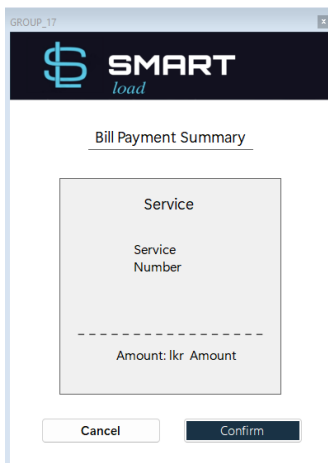 GROUP_17
x
SMART
load
Bill Payment Summary
Service
Service
Number
Amount: lkr Amount
Cancel
Confirm